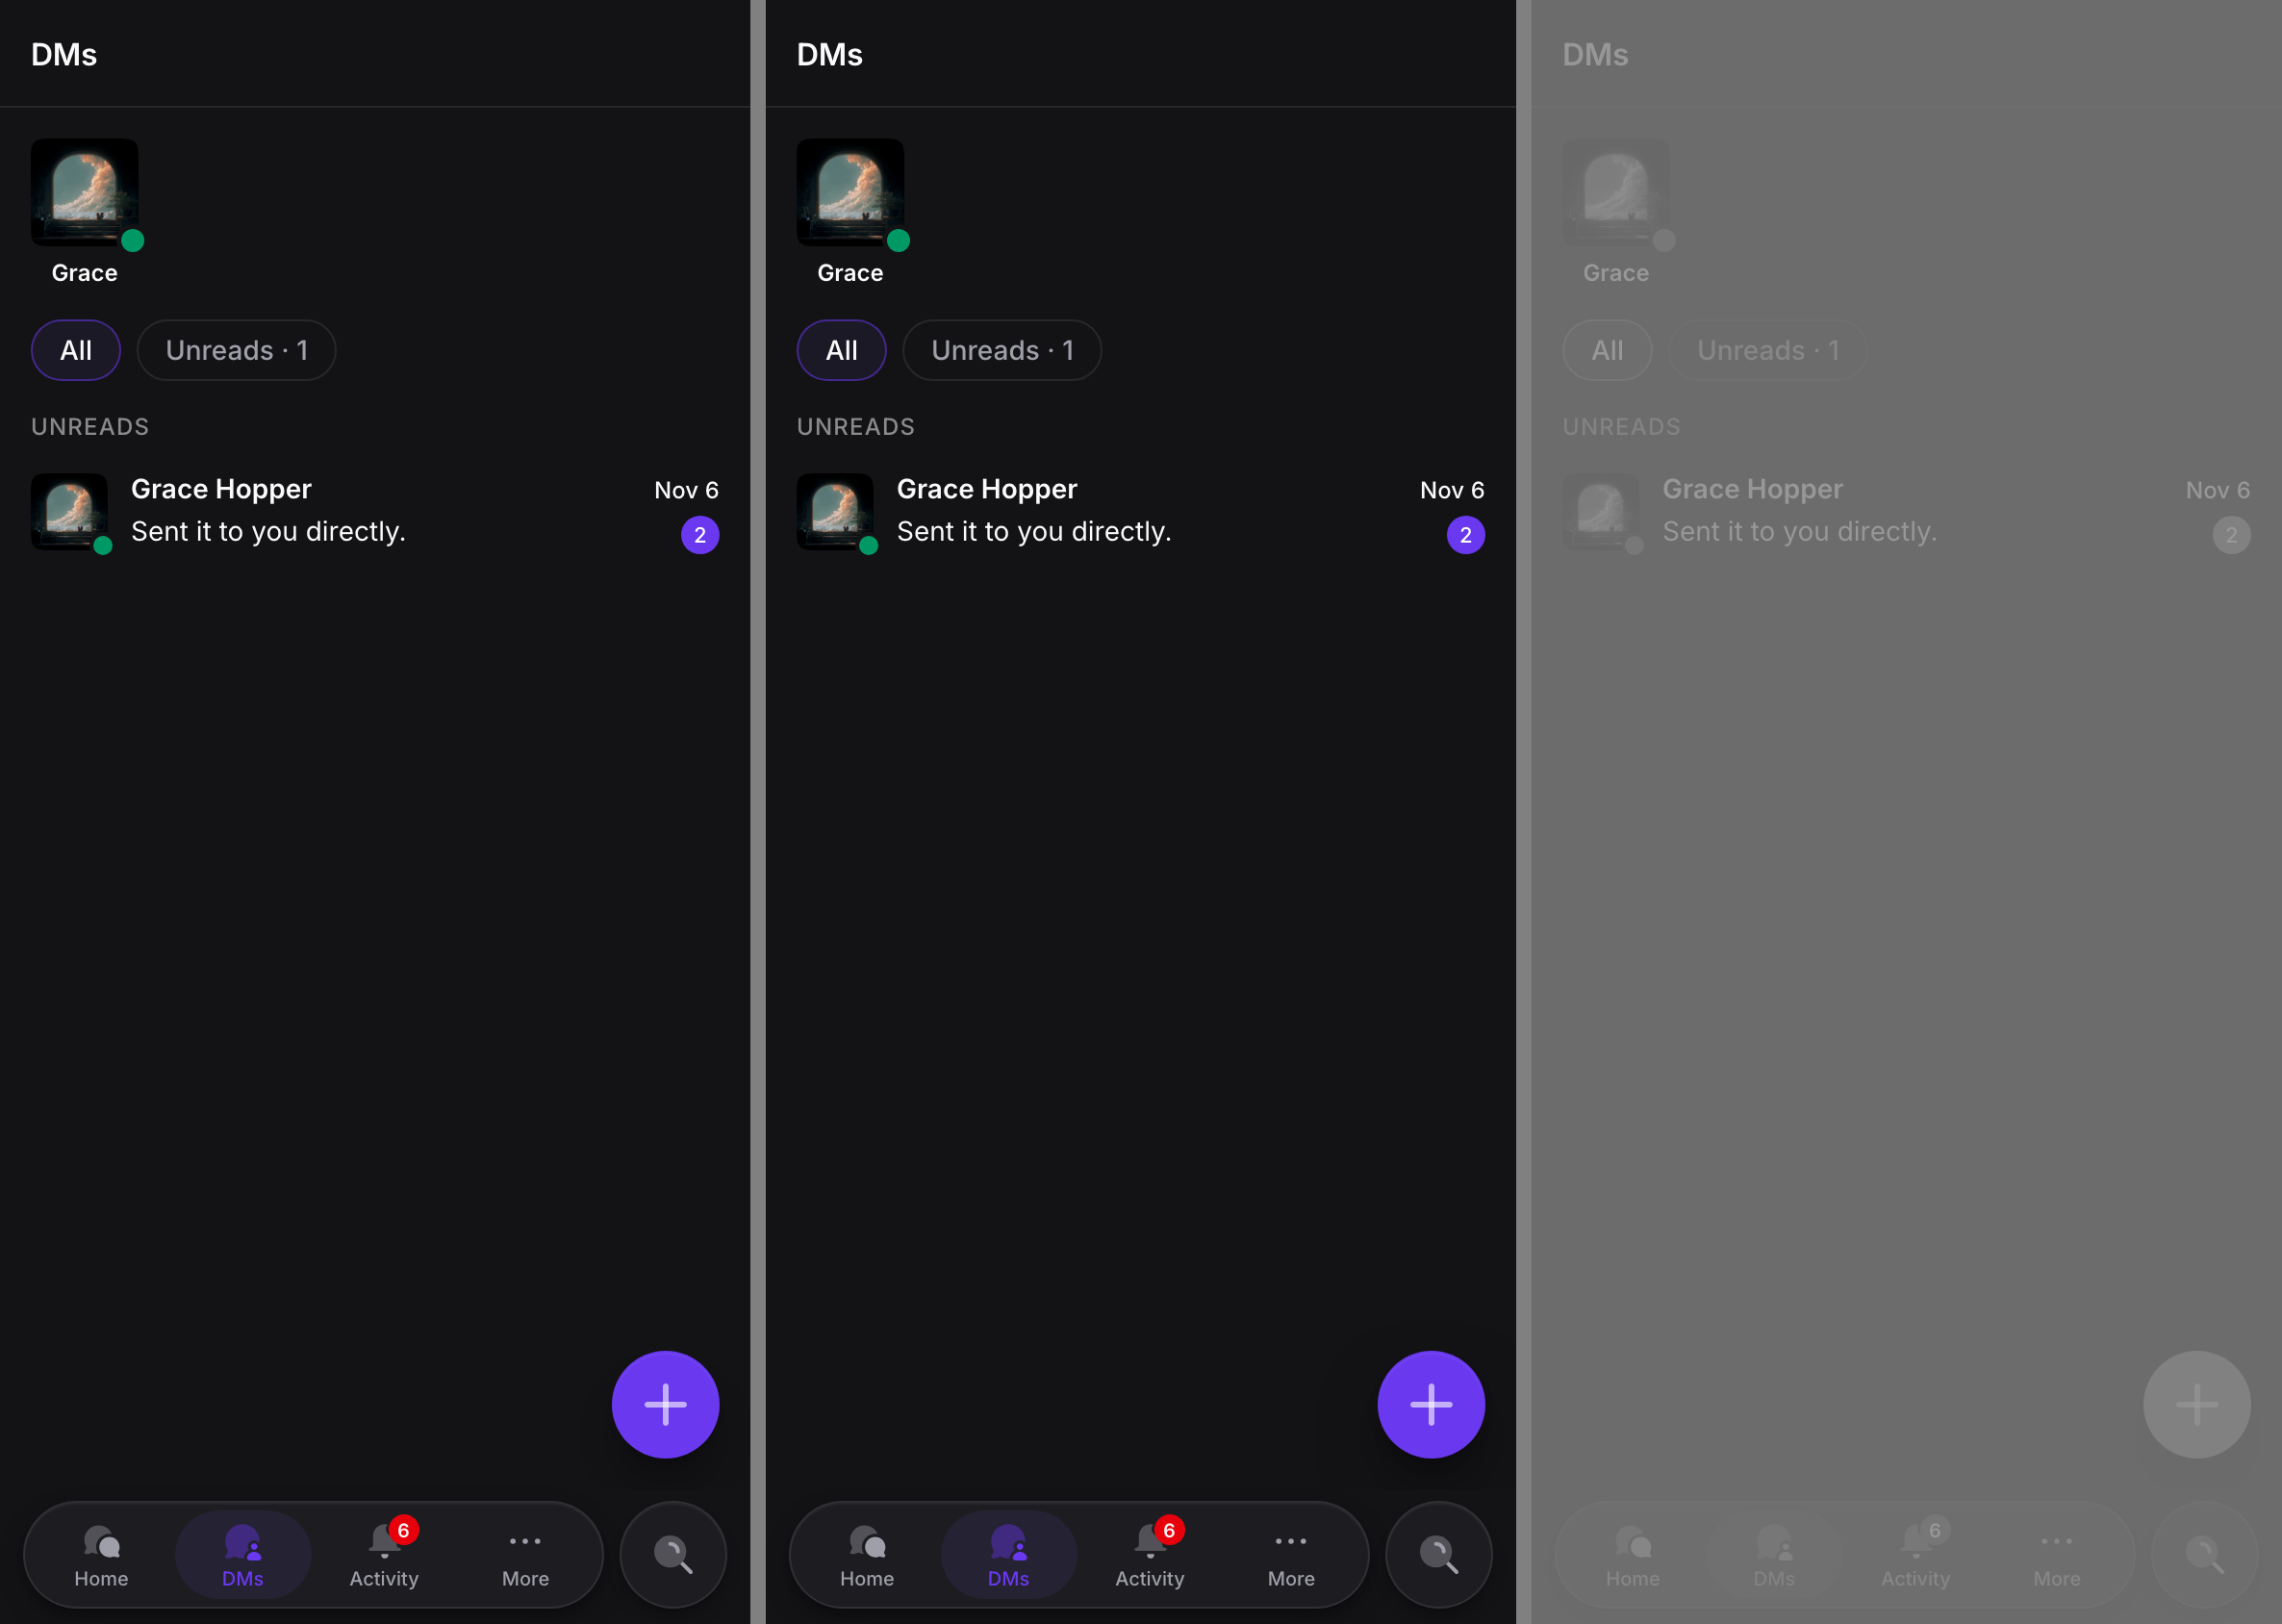 DMs
Grace
All
Unreads · 1
UNREADS
Grace Hopper
Nov 6
Sent it to you directly.
2
6
Home
DMs
Activity
More
DMs
Grace
All
Unreads · 1
UNREADS
Grace Hopper
Nov 6
Sent it to you directly.
2
6
Home
DMs
Activity
More
DMs
Grace
All
Unreads · 1
UNREADS
Grace Hopper
Nov 6
Sent it to you directly.
2
6
Home
DMs
Activity
More